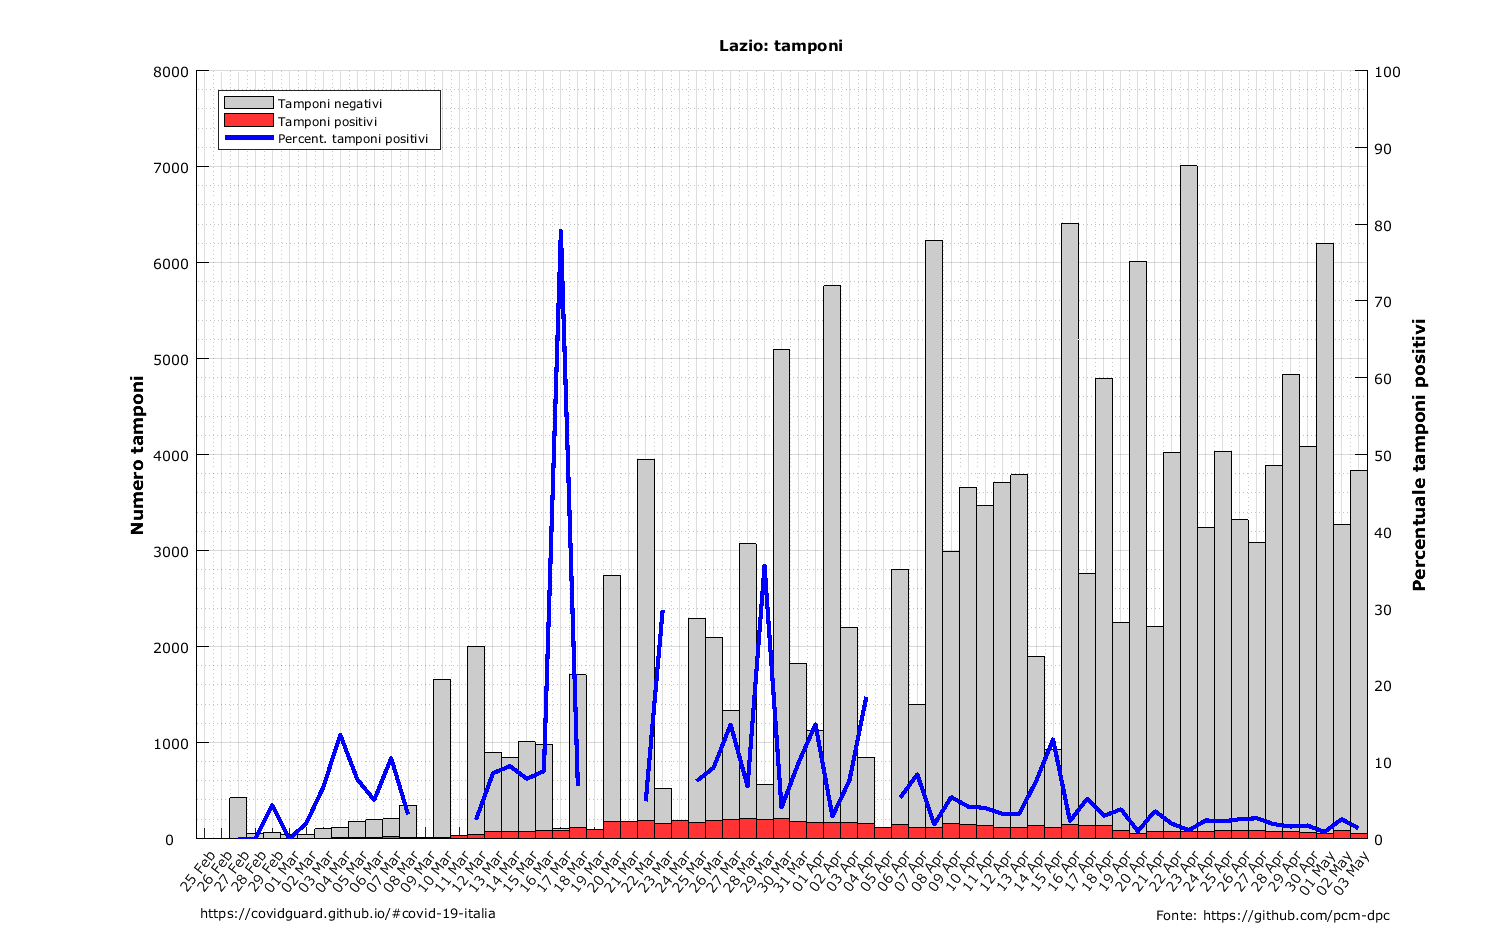 Lazio: tamponi
8000
7000
6000
5000
4000
3000
2000
1000
0
Numero tamponi
Tamponi negativi
Tamponi positivi
Percent. tamponi positivi
100
90
80
70
60
50
40
30
20
10
0
Percentuale tamponi positivi
25 Feb
26 Feb
27 Feb
28 Feb
29 Feb
01 Mar
02 Mar
03 Mar
04 Mar
05 Mar
06 Mar
07 Mar
08 Mar
09 Mar
10 Mar
11 Mar
12 Mar
13 Mar
14 Mar
15 Mar
16 Mar
17 Mar
18 Mar
19 Mar
20 Mar
21 Mar
22 Mar
23 Mar
24 Mar
25 Mar
26 Mar
27 Mar
28 Mar
29 Mar
30 Mar
31 Mar
01 Apr
02 Apr
03 Apr
04 Apr
05 Apr
06 Apr
07 Apr
08 Apr
09 Apr
10 Apr
11 Apr
12 Apr
13 Apr
14 Apr
15 Apr
16 Apr
17 Apr
18 Apr
19 Apr
20 Apr
21 Apr
22 Apr
23 Apr
24 Apr
25 Apr
26 Apr
27 Apr
28 Apr
29 Apr
30 Apr
01 May
02 May
03 May
https://covidguard.github.io/#covid-19-italia
Fonte: https://github.com/pcm-dpc